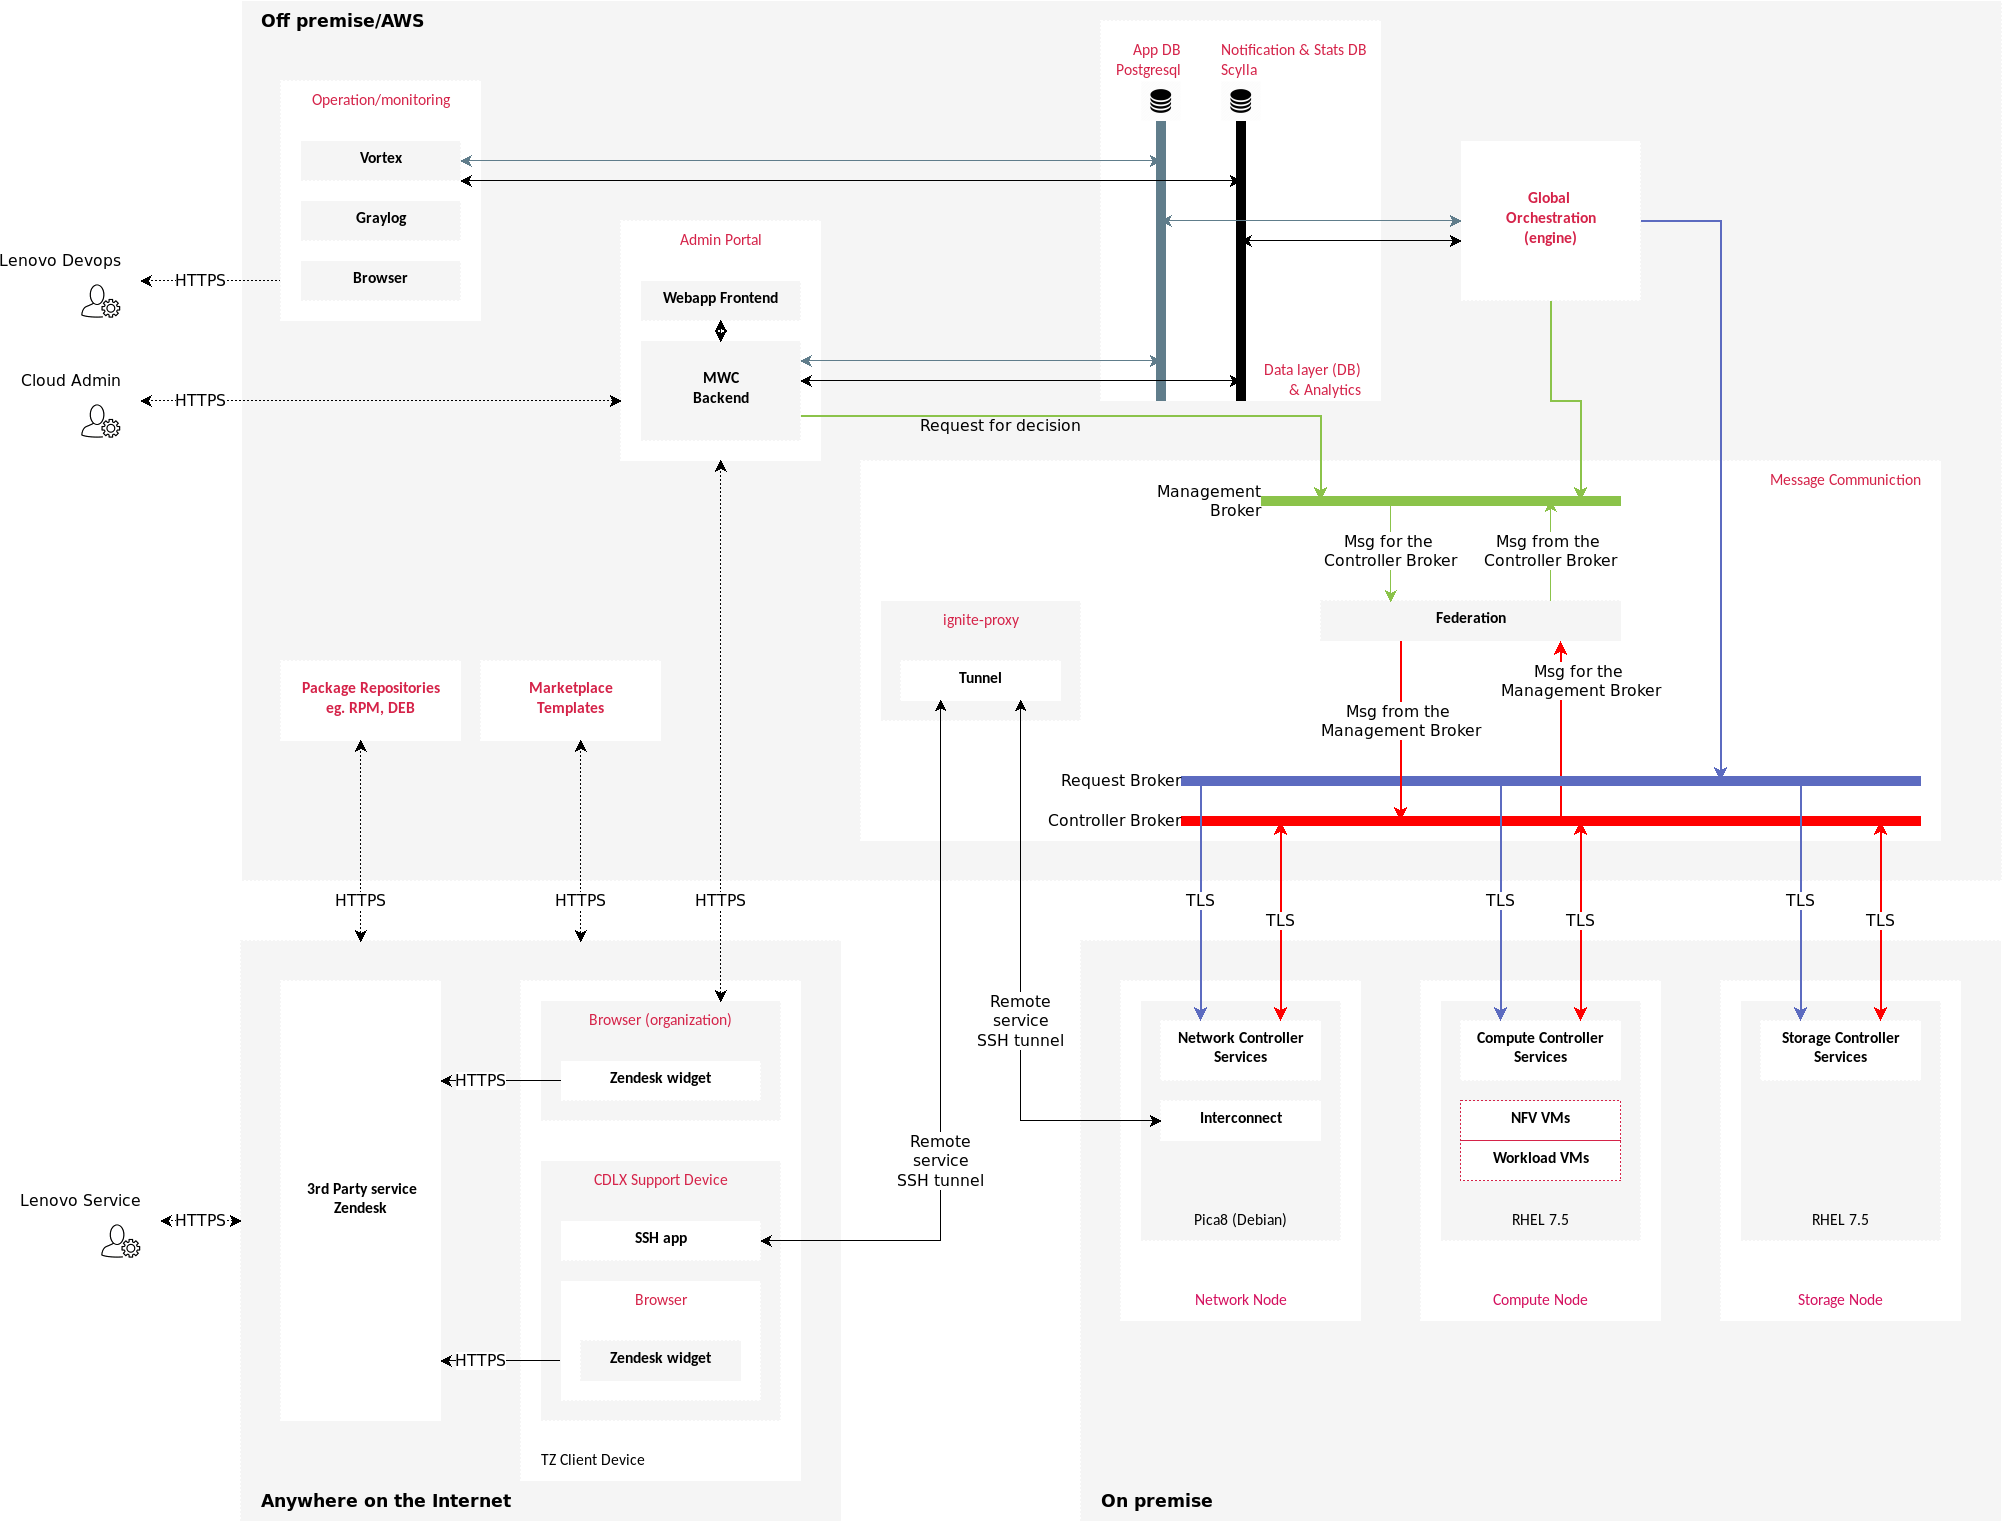 Off premise/AWS
App DB
Postgresql
Notification & Stats DB
Scylla
Operation/monitoring
Vortex
Graylog
Browser
Global
Orchestration
(engine)
Admin Portal
Webapp Frontend
MWC
Backend
Lenovo Devops
HTTPS
Cloud Admin
HTTPS
Data layer (DB)
& Analytics
Request for decision
Message Communiction
Management
Broker
Msg for the
Controller Broker
Msg from the
Controller Broker
Federation
ignite-proxy
Tunnel
Msg for the
Management Broker
Msg from the
Management Broker
Package Repositories
eg. RPM, DEB
Marketplace
Templates
Request Broker
Controller Broker
HTTPS
HTTPS
HTTPS
TLS
TLS
TLS
TLS
TLS
TLS
Browser (organization)
Zendesk widget
HTTPS
Remote
service
SSH tunnel
Network Controller
Services
Interconnect
Pica8 (Debian)
Network Node
Compute Controller
Services
NFV VMs
Workload VMs
RHEL 7.5
Compute Node
Storage Controller
Services
RHEL 7.5
Storage Node
Remote
service
SSH tunnel
CDLX Support Device
SSH app
Browser
Zendesk widget
HTTPS
3rd Party service
Zendesk
Lenovo Service
HTTPS
TZ Client Device
Anywhere on the Internet
On premise